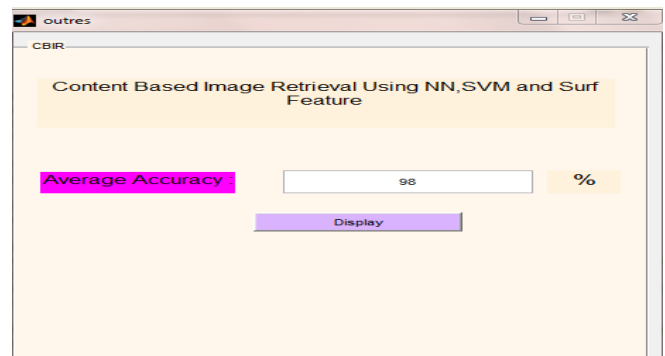 outres
CBIR
Content Based Image Retrieval Using NN,SVM and Surf
Feature
Average Accuracy :
98
%
Display